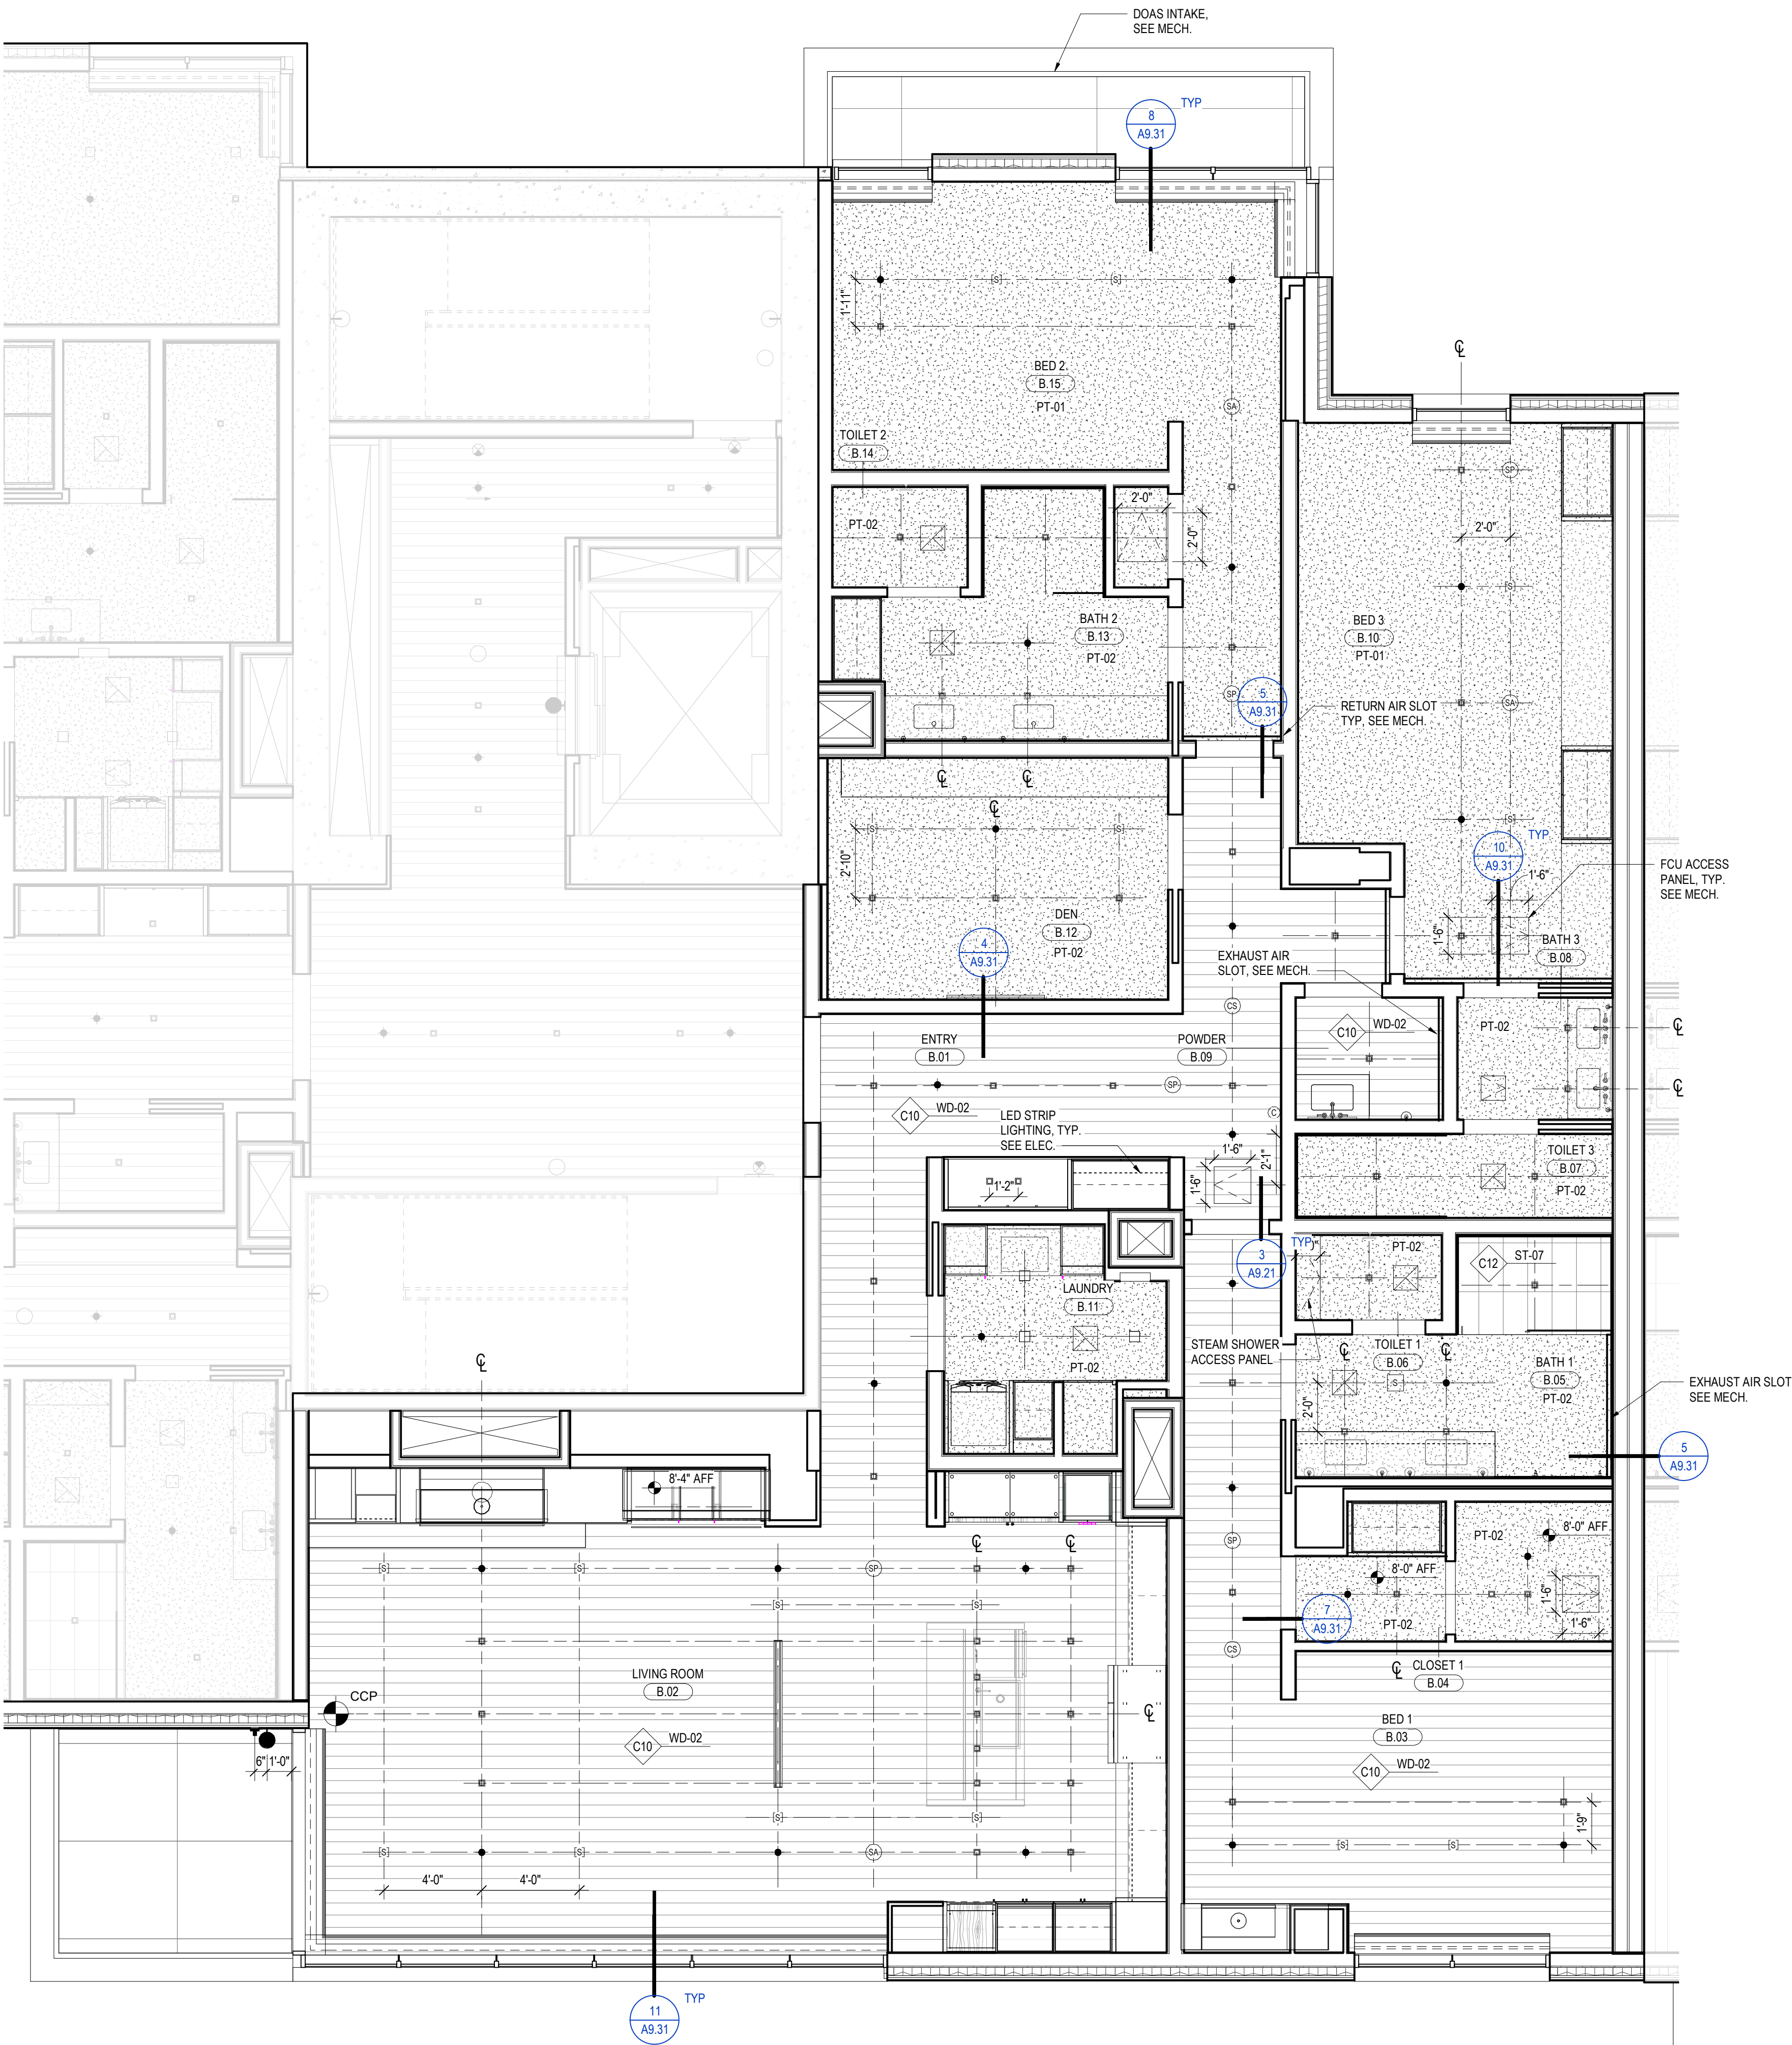 DOAS INTAKE,
SEE MECH.
8
A9.31
TYP
[S]
[S]
1'-11"
BED 2
B.15
PT-01
SA
TOILET 2
B.14
PT-02
2'-0"
2'-0"
BATH 2
B.13
PT-02
SP
5
A9.31
RETURN AIR SLOT
TYP, SEE MECH.
℄
SP
2'-0"
[S]
BED 3
B.10
PT-01
SA
[S]
10
A9.31
TYP
1'-6"
1'-6"
FCU ACCESS
PANEL, TYP.
SEE MECH.
℄
℄
℄
[S]
[S]
2'-10"
DEN
B.12
PT-02
4
A9.31
EXHAUST AIR
SLOT, SEE MECH.
BATH 3
B.08
PT-02
℄
℄
CS
C10
WD-02
ENTRY
B.01
POWDER
B.09
SP
C10
WD-02
C
LED STRIP
LIGHTING, TYP.
SEE ELEC.
1'-2"
1'-6"
1'-6"
2'-1"
TOILET 3
B.07
PT-02
3
A9.21
TYP
PT-02
C12
ST-07
LAUNDRY
B.11
PT-02
STEAM SHOWER
ACCESS PANEL
TOILET 1
B.06
℄
℄
S
2'-0"
BATH 1
B.05
PT-02
EXHAUST AIR SLOT
SEE MECH.
5
A9.31
℄
8'-4" AFF
℄
℄
[S]
[S]
SP
[S]
[S]
SP
PT-02
8'-0" AFF
8'-0" AFF
1'-6"
1'-6"
7
A9.31
PT-02
CS
℄
CLOSET 1
B.04
LIVING ROOM
B.02
CCP
C10
WD-02
℄
6"
1'-0"
BED 1
B.03
C10
WD-02
1'-9"
[S]
[S]
[S]
[S]
[S]
[S]
SA
4'-0"
4'-0"
11
A9.31
TYP